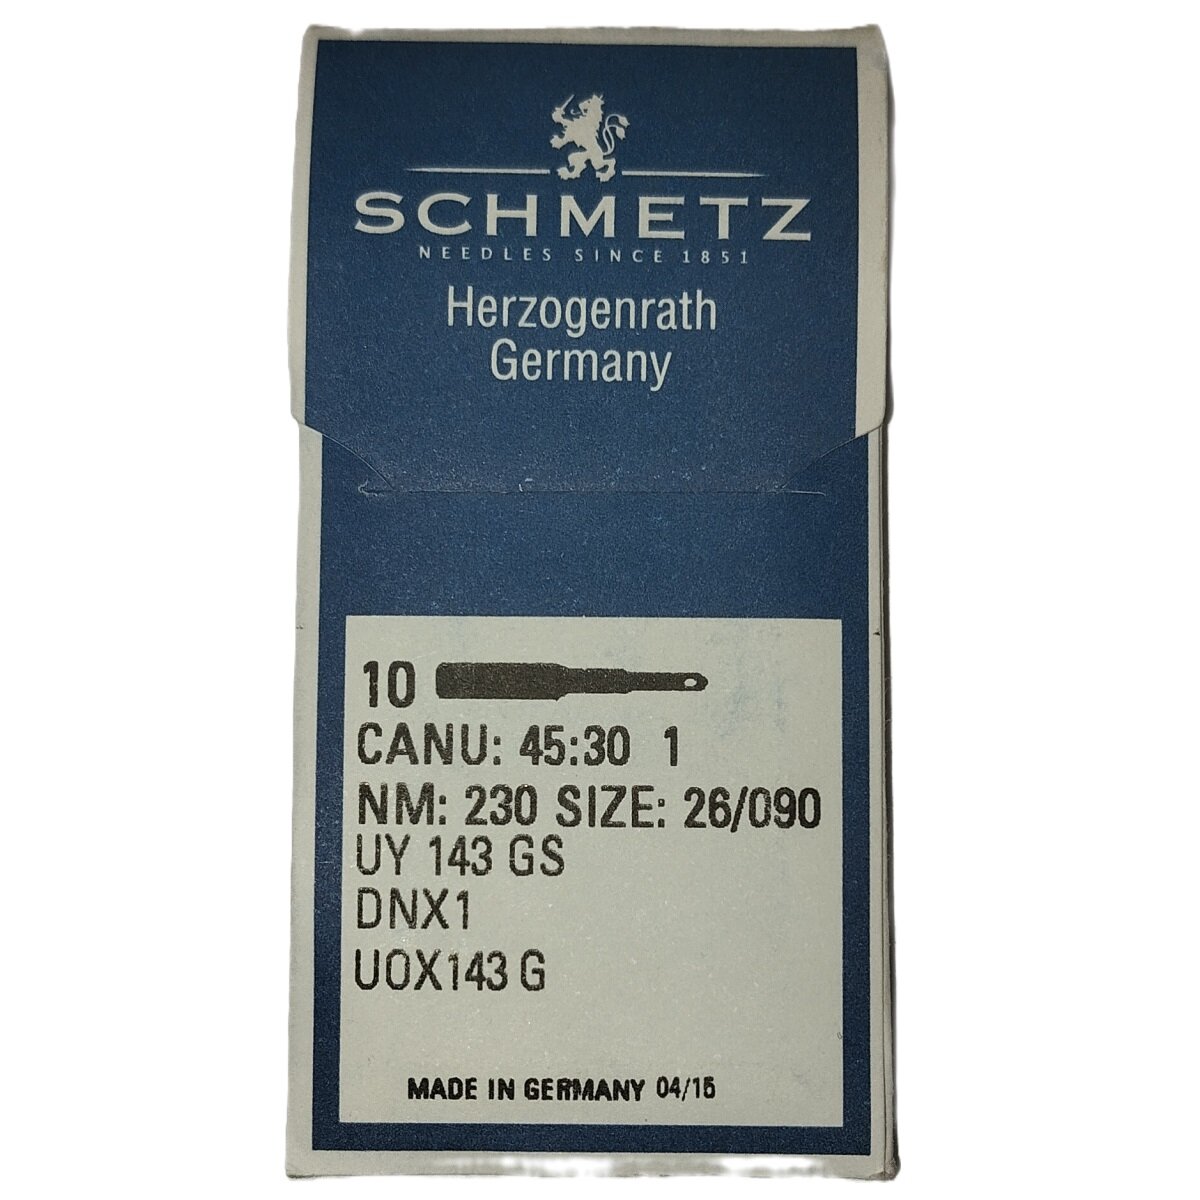 SCHMETZ
NEEDLES SINCE 1851
Herzogenrath
Germany
10
CANU: 45:30 1
NM: 230 SIZE: 26/090
UY 143 GS
DNX1
UOX143 G
MADE IN GERMANY 04/15